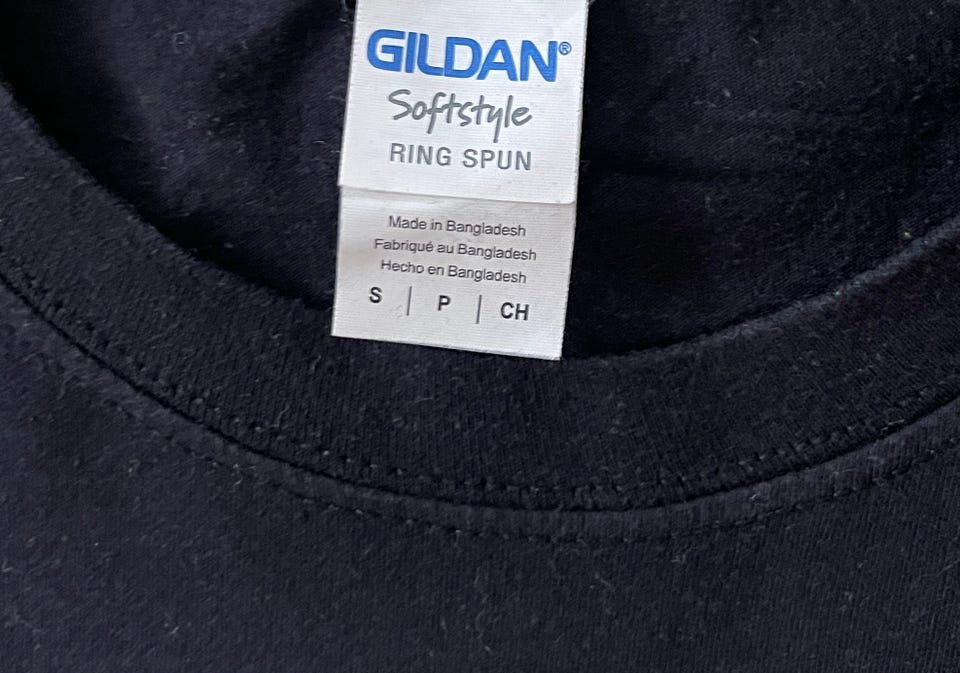 GILDAN®
Softstyle
RING SPUN
Made in Bangladesh
Fabriqué au Bangladesh
Hecho en Bangladesh
S | P | CH